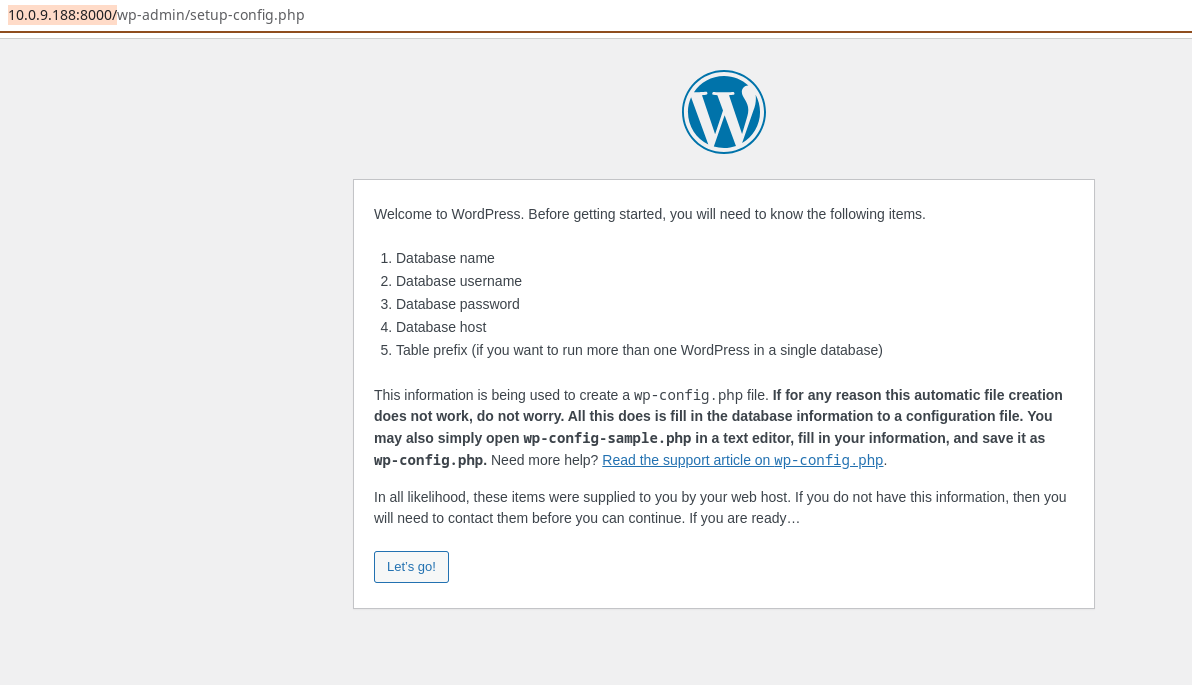 10.0.9.188:8000/wp-admin/setup-config.php
W
Welcome to WordPress. Before getting started, you will need to know the following items.
1. Database name
2. Database username
3. Database password
4. Database host
5. Table prefix (if you want to run more than one WordPress in a single database)
This information is being used to create a wp-config.php file. If for any reason this automatic file creation
does not work, do not worry. All this does is fill in the database information to a configuration file. You
may also simply open wp-config-sample.php in a text editor, fill in your information, and save it as
wp-config.php. Need more help? Read the support article on wp-config.php.
In all likelihood, these items were supplied to you by your web host. If you do not have this information, then you
will need to contact them before you can continue. If you are ready…
Let's go!